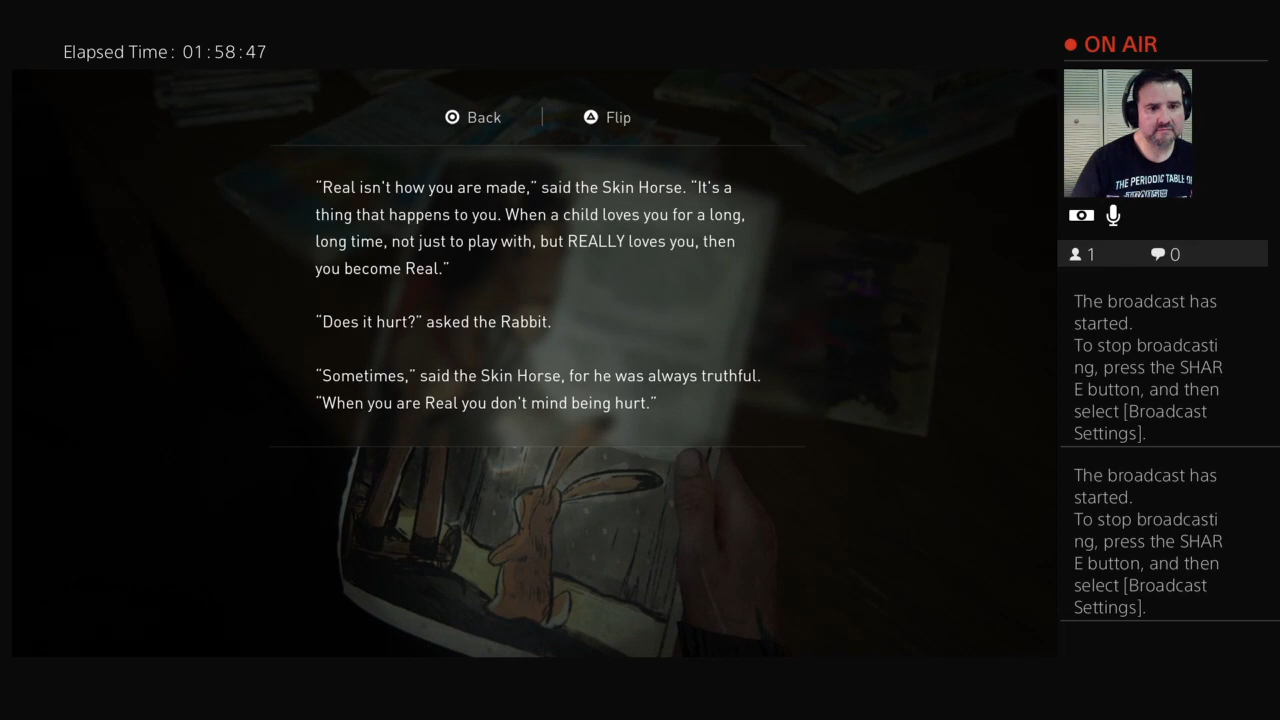 Elapsed Time: 01:58:47
ON AIR
Back
Flip
“Real isn't how you are made,” said the Skin Horse. “It's a
thing that happens to you. When a child loves you for a long,
long time, not just to play with, but REALLY loves you, then
you become Real.”
“Does it hurt?” asked the Rabbit.
“Sometimes,” said the Skin Horse, for he was always truthful.
“When you are Real you don't mind being hurt.”
THE PERIODIC TABLE OF
1
0
The broadcast has
started.
To stop broadcasti
ng, press the SHAR
E button, and then
select [Broadcast
Settings].
The broadcast has
started.
To stop broadcasti
ng, press the SHAR
E button, and then
select [Broadcast
Settings].